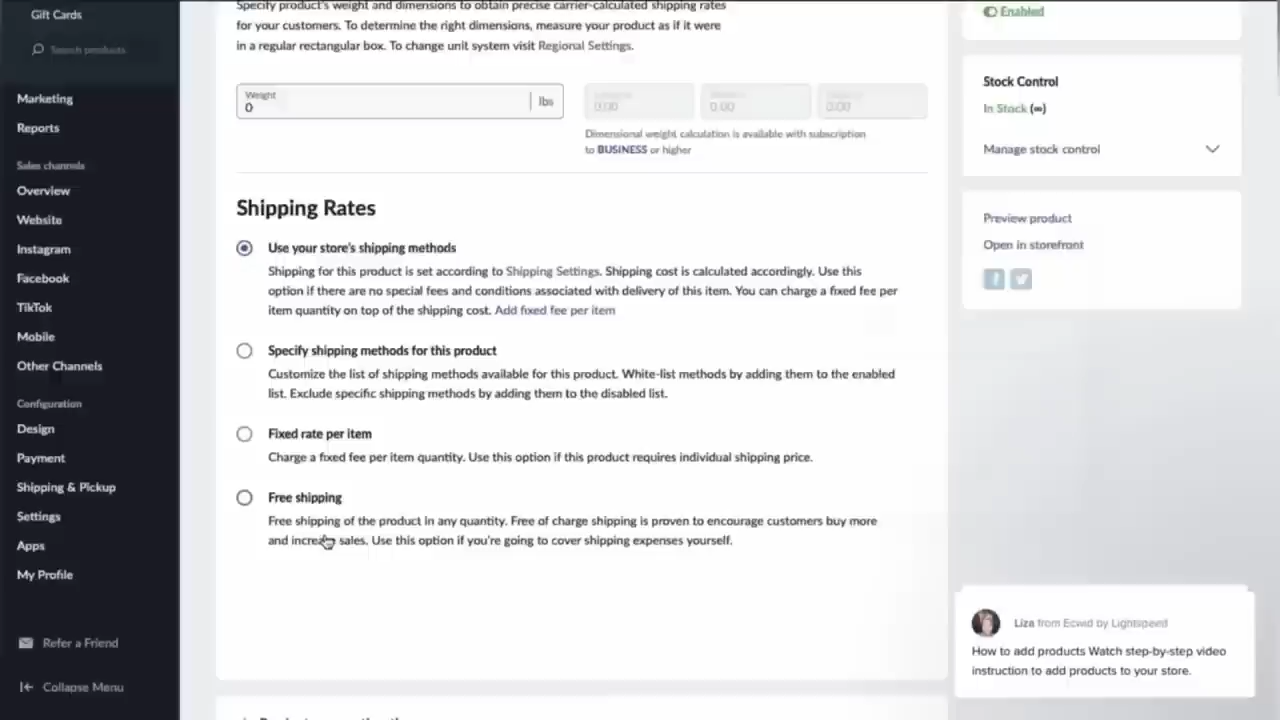 Gift Cards
Search products
Marketing
Reports
Sales channels
Overview
Website
Instagram
Facebook
TikTok
Mobile
Other Channels
Configuration
Design
Payment
Shipping & Pickup
Settings
Apps
My Profile
Refer a Friend
Collapse Menu
Specify product's weight and dimensions to obtain precise carrier-calculated shipping rates
for your customers. To determine the right dimensions, measure your product as if it were
in a regular rectangular box. To change unit system visit Regional Settings.
Weight
0
lbs
0.00
0.00
0.00
Dimensional weight calculation is available with subscription
to BUSINESS or higher
Shipping Rates
Use your store's shipping methods
Shipping for this product is set according to Shipping Settings. Shipping cost is calculated accordingly. Use this
option if there are no special fees and conditions associated with delivery of this item. You can charge a fixed fee per
item quantity on top of the shipping cost. Add fixed fee per item
Specify shipping methods for this product
Customize the list of shipping methods available for this product. White-list methods by adding them to the enabled
list. Exclude specific shipping methods by adding them to the disabled list.
Fixed rate per item
Charge a fixed fee per item quantity. Use this option if this product requires individual shipping price.
Free shipping
Free shipping of the product in any quantity. Free of charge shipping is proven to encourage customers buy more
and increase sales. Use this option if you're going to cover shipping expenses yourself.
Enabled
Stock Control
In Stock (∞)
Manage stock control
Preview product
Open in storefront
Liza from Ecwid by Lightspeed
How to add products Watch step-by-step video
instruction to add products to your store.